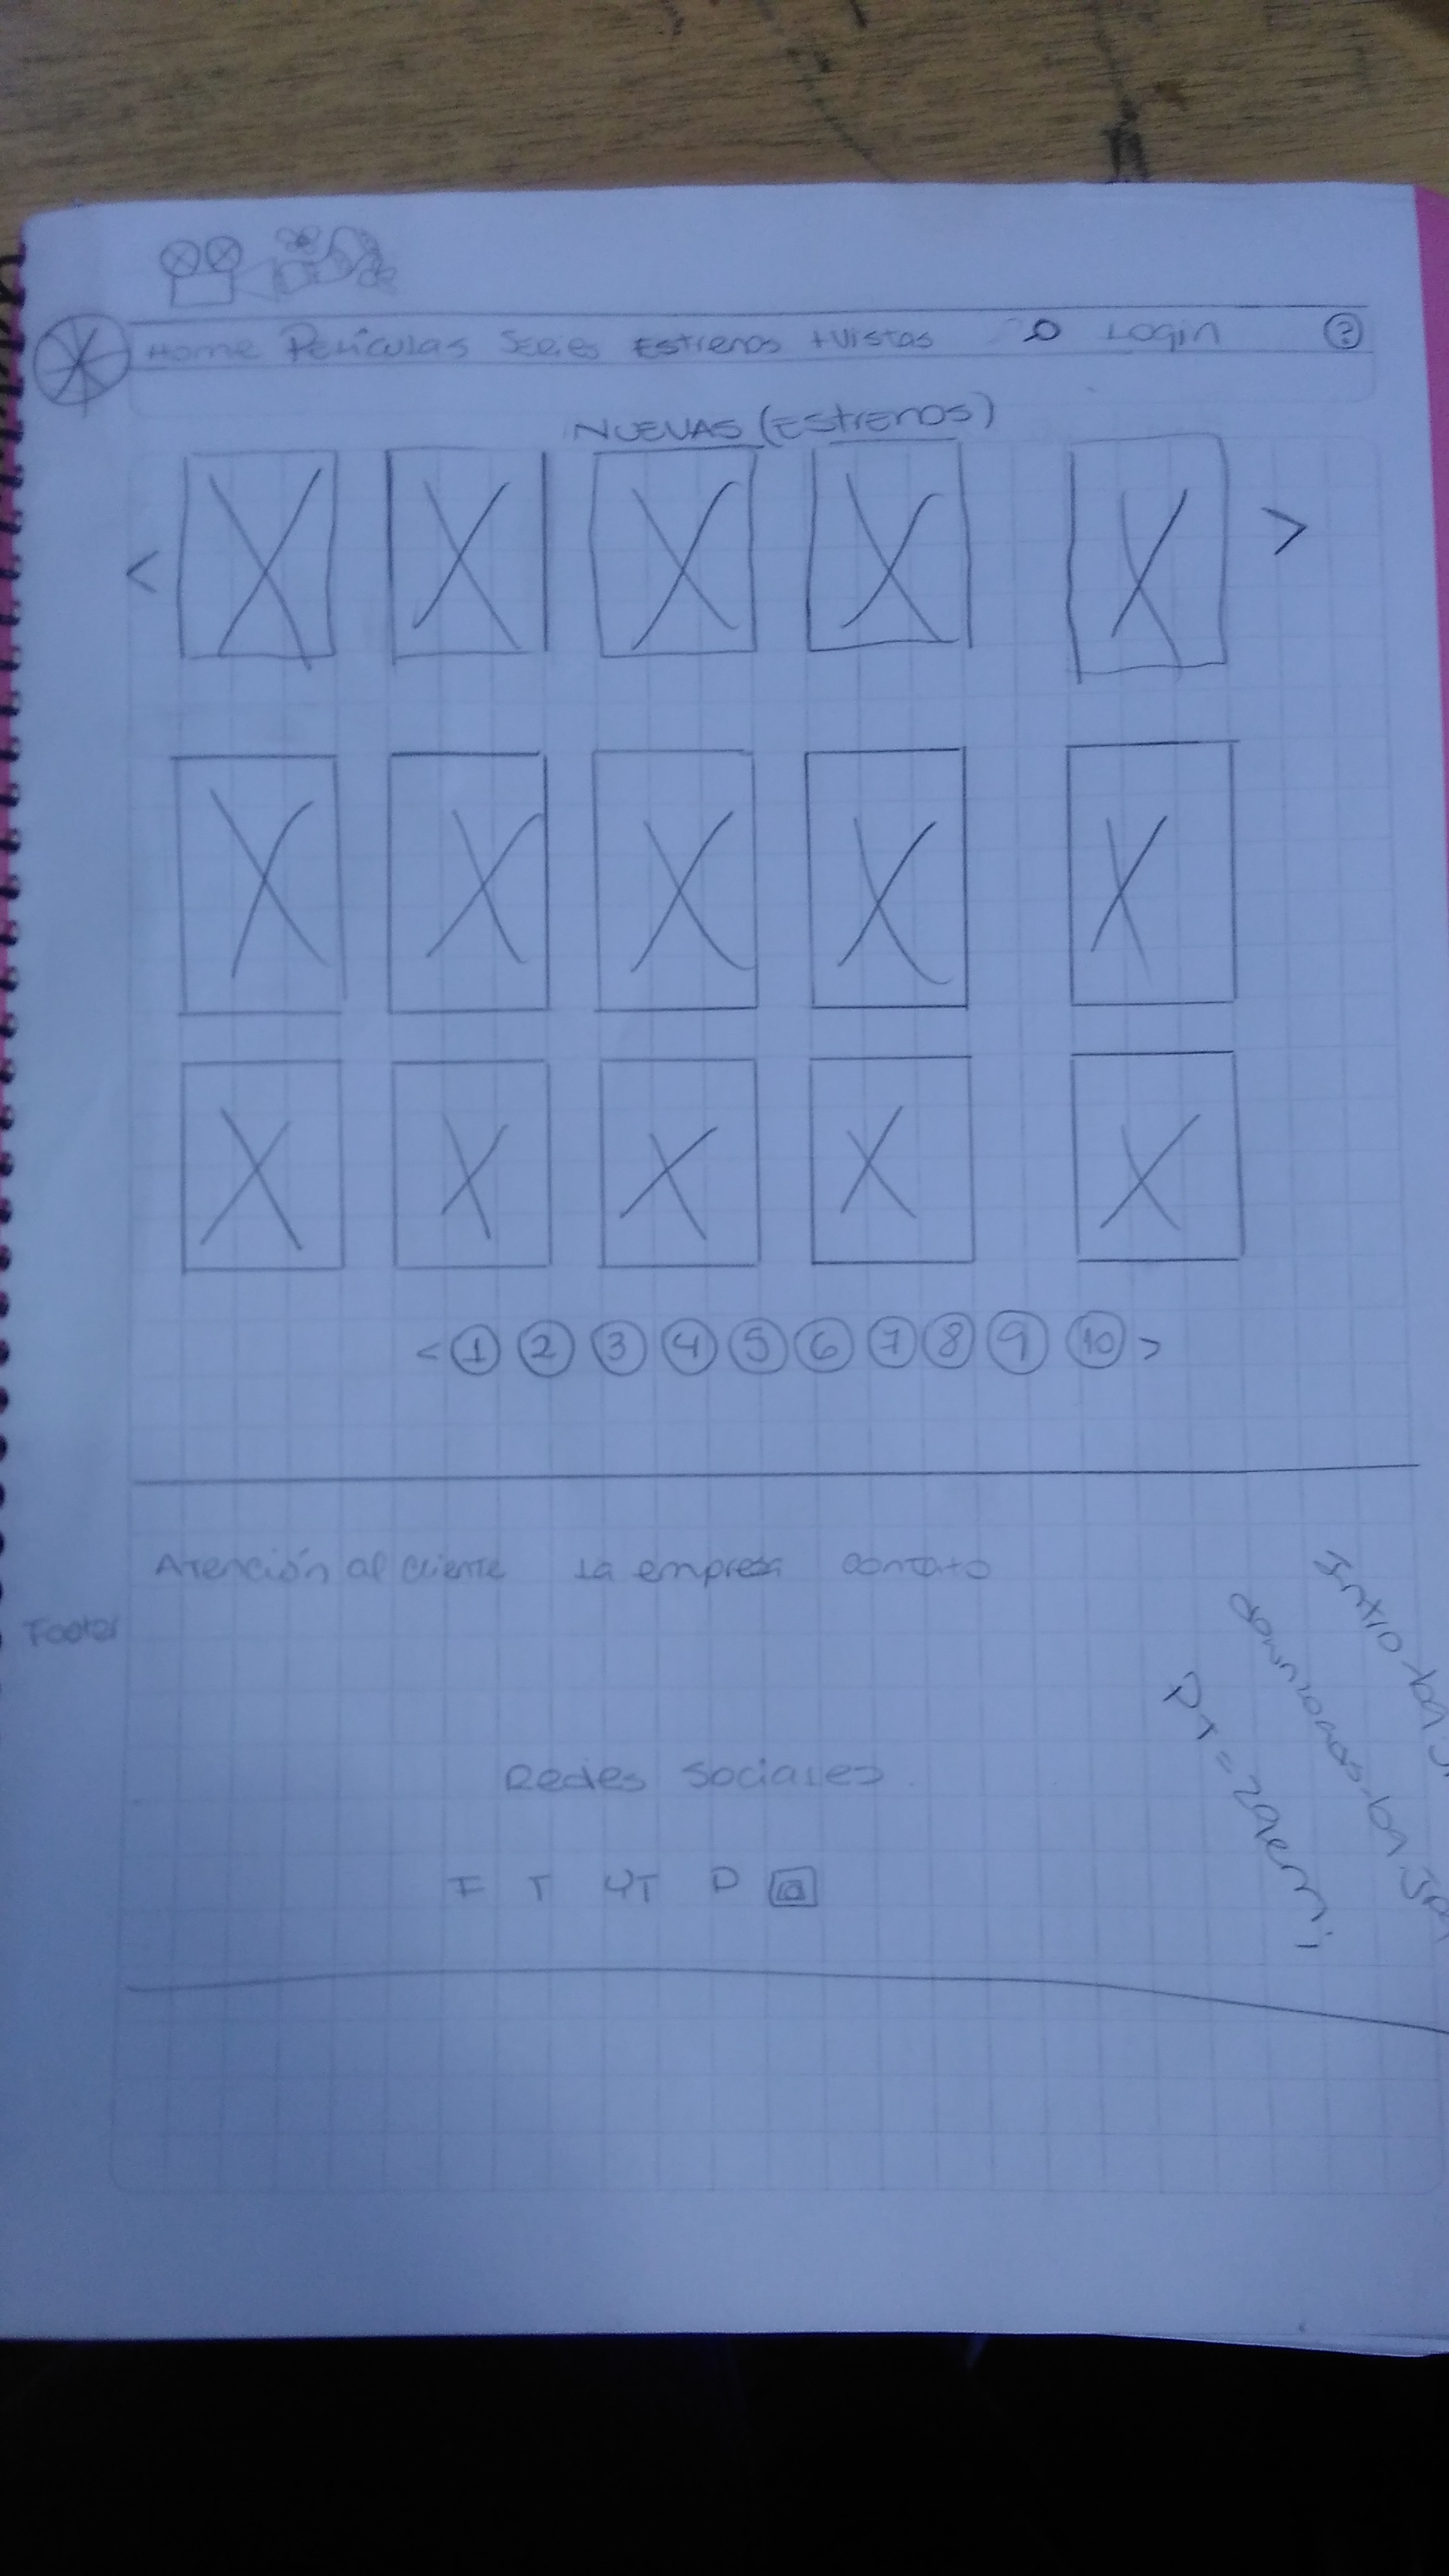 Home Películas Series Estrenos +Vistas Login ?
NUEVAS (Estrenos)
< >
< 1 2 3 4 5 6 7 8 9 10 >
Atención al cliente la empresa contato
Footer
Redes Sociales.
F T YT P